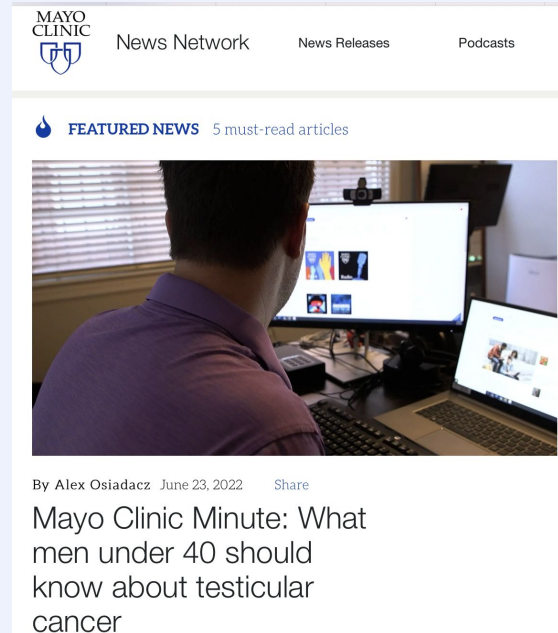 MAYO
CLINIC
News Network
News Releases
Podcasts
FEATURED NEWS 5 must-read articles
By Alex Osiadacz June 23, 2022 Share
Mayo Clinic Minute: What
men under 40 should
know about testicular
cancer